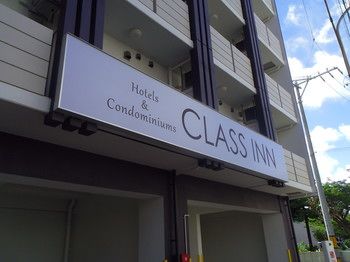 Hotels
&
Condominiums
CLASS INN